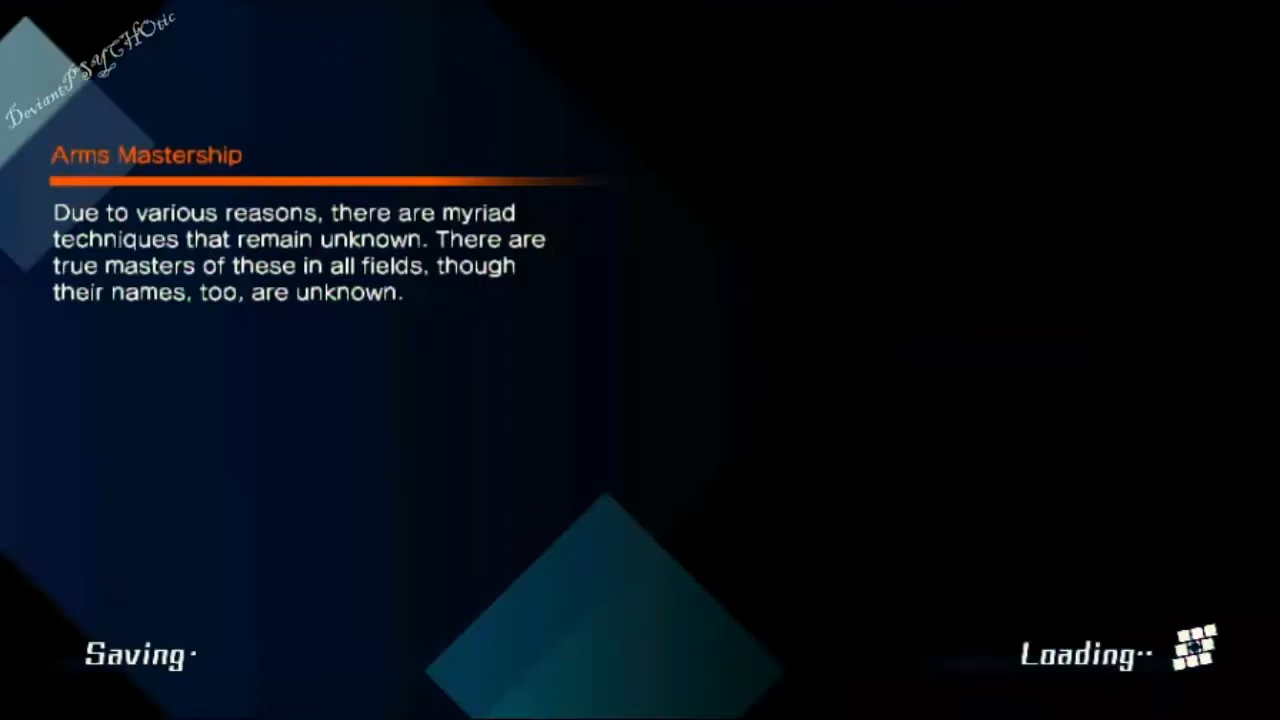 DeviantPSYCHOtic
Arms Mastership
Due to various reasons, there are myriad
techniques that remain unknown. There are
true masters of these in all fields, though
their names, too, are unknown.
Saving·
Loading··